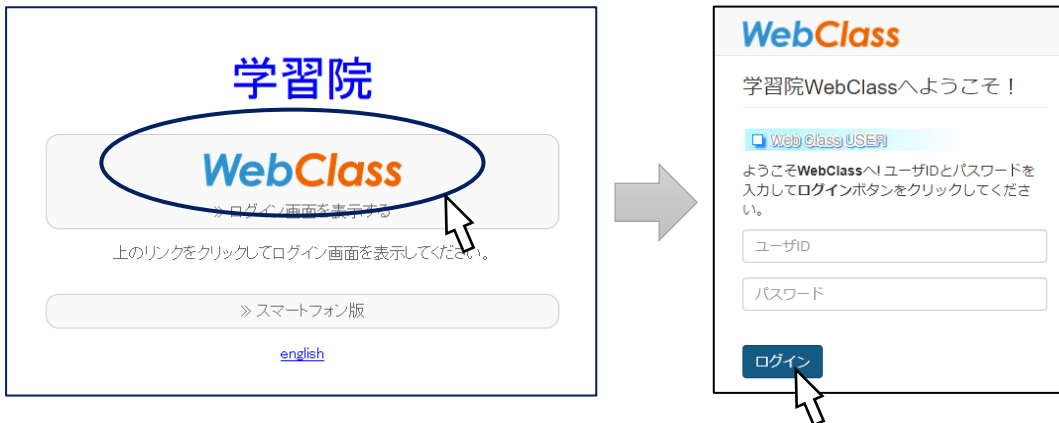 学習院
WebClass
≫ ログイン画面を表示する
上のリンクをクリックしてログイン画面を表示してください。
≫ スマートフォン版
english
WebClass
学習院WebClassへようこそ！
Web Class USER
ようこそWebClassへ! ユーザIDとパスワードを
入力してログインボタンをクリックしてくださ
い。
ユーザID
パスワード
ログイン